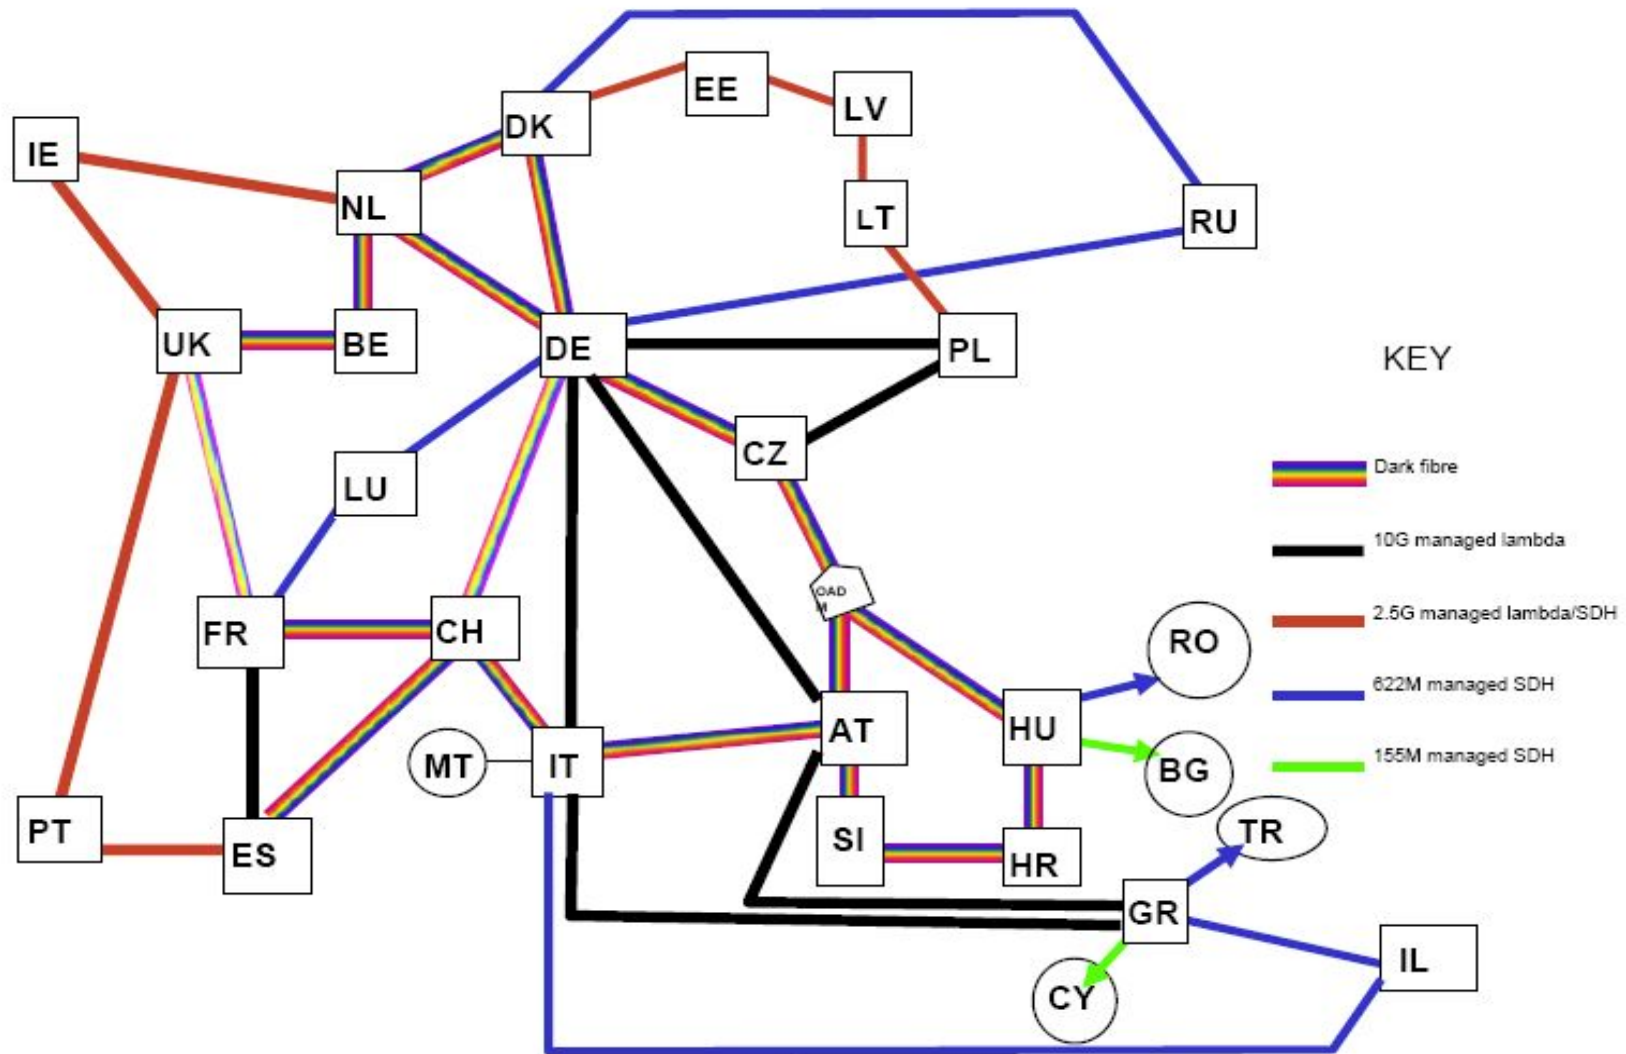 EE
LV
DK
IE
NL
LT
RU
UK
BE
DE
PL
KEY
CZ
Dark fibre
LU
10G managed lambda
OAD
M
2.5G managed lambda/SDH
FR
CH
RO
622M managed SDH
AT
HU
MT
IT
BG
155M managed SDH
PT
ES
SI
HR
TR
GR
IL
CY